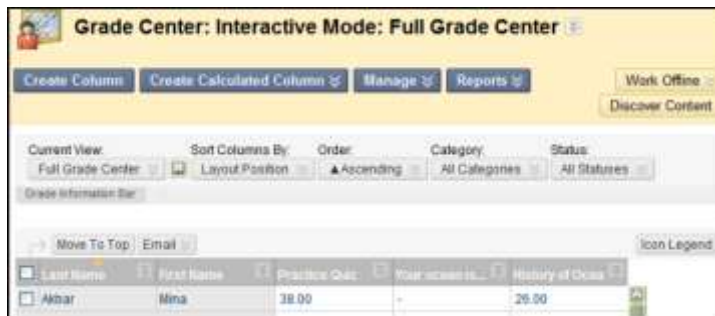 Grade Center: Interactive Mode: Full Grade Center
Create Column Create Calculated Column Manage Reports Work Offline
Discover Content
Current View: Sort Columns By: Order: Category: Status:
Full Grade Center Layout Position ▲Ascending All Categories All Statuses
Grade Information Bar
Move To Top Email Icon Legend
Last Name First Name Practice Quiz Your ocean is... History of Ocea
Akbar Mina 38.00 - 26.00